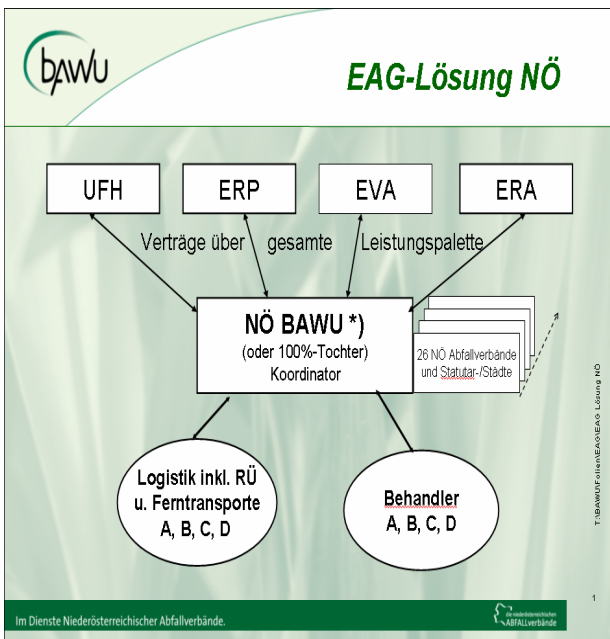 bAWU
EAG-Lösung NÖ
UFH
ERP
EVA
ERA
Verträge über gesamte Leistungspalette
NÖ BAWU *)
(oder 100%-Tochter)
Koordinator
26 NÖ Abfallverbände
und Statutar-/Städte
Logistik inkl. RÜ
u. Ferntransporte
A, B, C, D
Behandler
A, B, C, D
T:\BAWU\Folien\EAG\EAG Lösung NÖ
1
Im Dienste Niederösterreichischer Abfallverbände.
die niederösterreichischen
ABFALLverbände